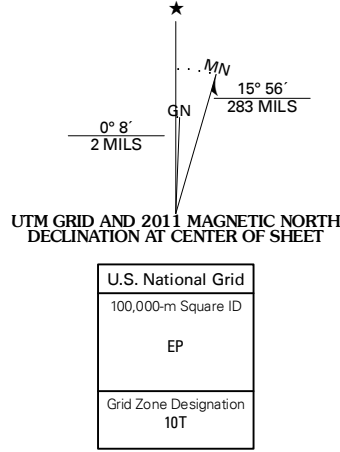 ★
MN
GN
15° 56´
283 MILS
0° 8´
2 MILS
UTM GRID AND 2011 MAGNETIC NORTH
DECLINATION AT CENTER OF SHEET
U.S. National Grid
100,000-m Square ID
EP
Grid Zone Designation
10T